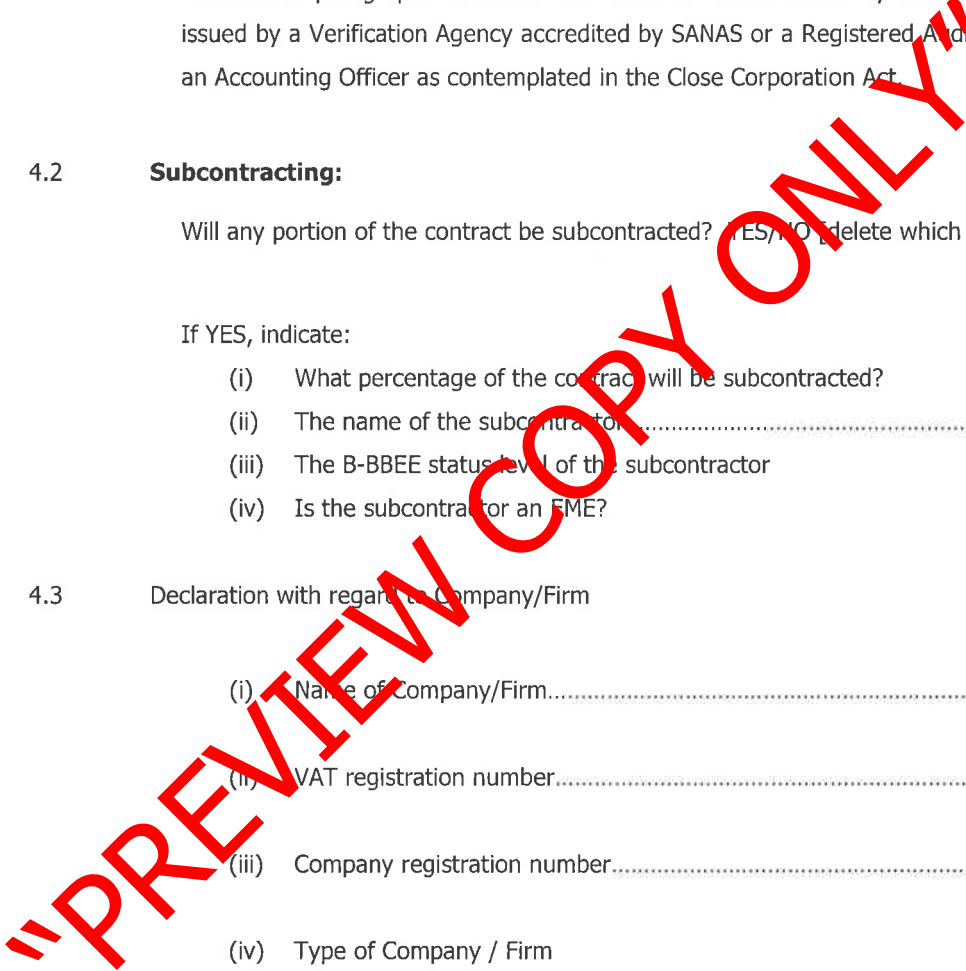 issued by a Verification Agency accredited by SANAS or a Registered
an Accounting Officer as contemplated in the Close Corporation Act.
4.2 Subcontracting:
Will any portion of the contract be subcontracted? YES/NO [delete which
If YES, indicate:
(i) What percentage of the contract will be subcontracted?
(ii) The name of the subcontractor........................................................
(iii) The B-BBEE status level of the subcontractor
(iv) Is the subcontractor an EME?
4.3 Declaration with regard to Company/Firm
(i) Name of Company/Firm........................................................
(ii) VAT registration number........................................................
(iii) Company registration number........................................................
(iv) Type of Company / Firm
"PREVIEW COPY ONLY"